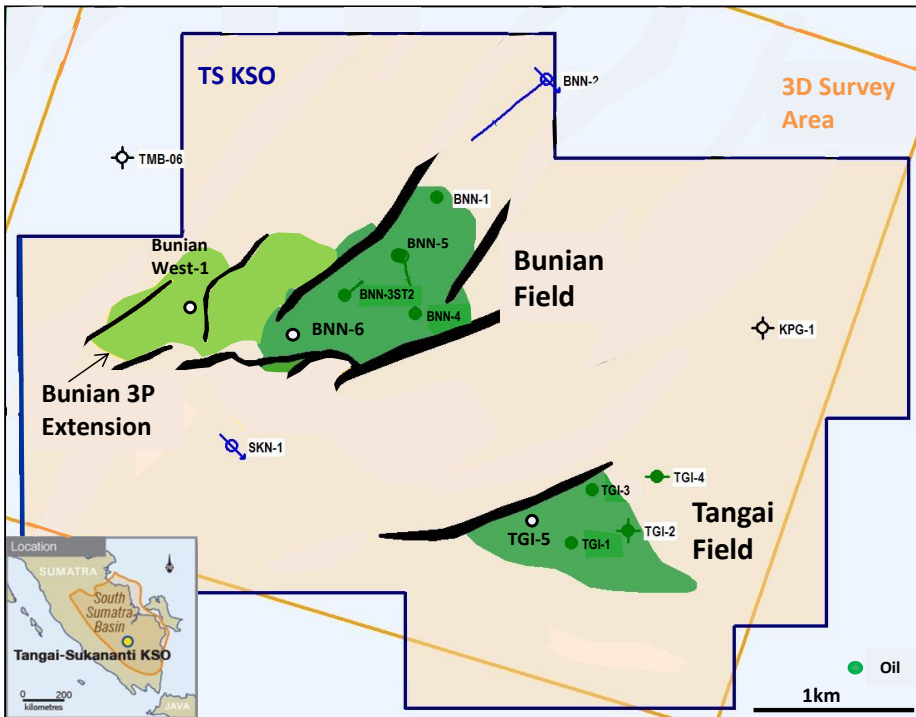 TS KSO
BNN-2
3D Survey
Area
TMB-06
BNN-1
Bunian
West-1
BNN-5
Bunian
Field
BNN-3ST2
BNN-4
BNN-6
KPG-1
Bunian 3P
Extension
SKN-1
TGI-4
TGI-3
Tangai
Field
TGI-5
TGI-2
TGI-1
Location
SUMATRA
South
Sumatra
Basin
Tangai-Sukananti KSO
0 200
kilometres
JAVA
Oil
1km